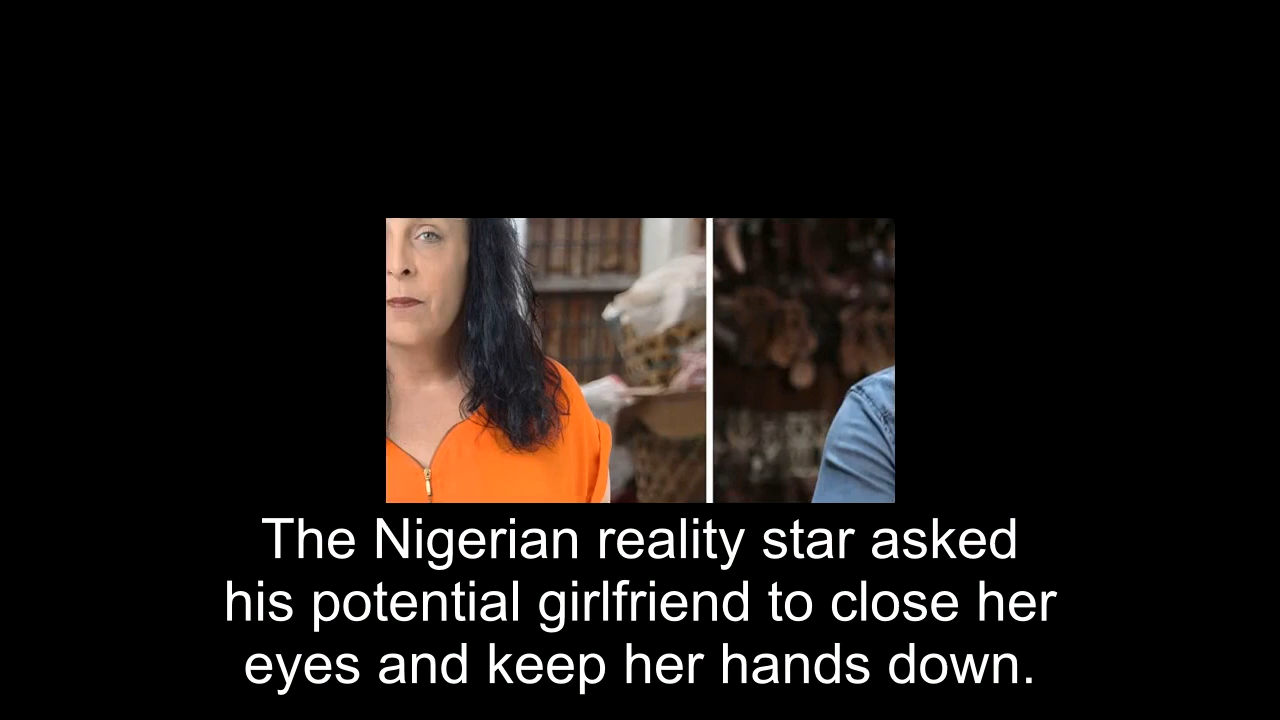 The Nigerian reality star asked
his potential girlfriend to close her
eyes and keep her hands down.